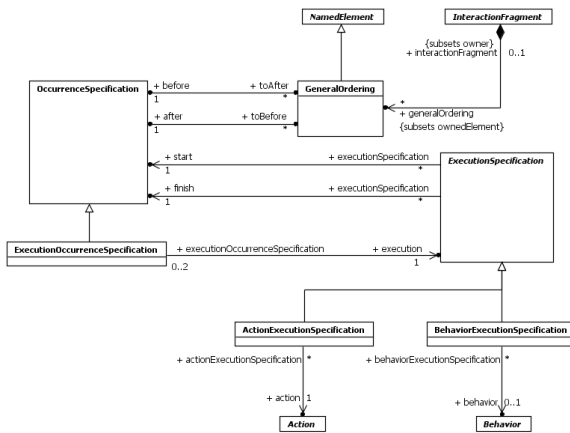 NamedElement
InteractionFragment
{subsets owner}
+ interactionFragment
0..1
OccurrenceSpecification
+ before
+ toAfter
1
*
GeneralOrdering
*
+ generalOrdering
{subsets ownedElement}
+ after
+ toBefore
1
*
+ start
+ executionSpecification
1
*
ExecutionSpecification
+ finish
+ executionSpecification
1
*
ExecutionOccurrenceSpecification
+ executionOccurrenceSpecification
+ execution
0..2
1
ActionExecutionSpecification
BehaviorExecutionSpecification
+ actionExecutionSpecification *
+ behaviorExecutionSpecification *
+ action 1
+ behavior 0..1
Action
Behavior